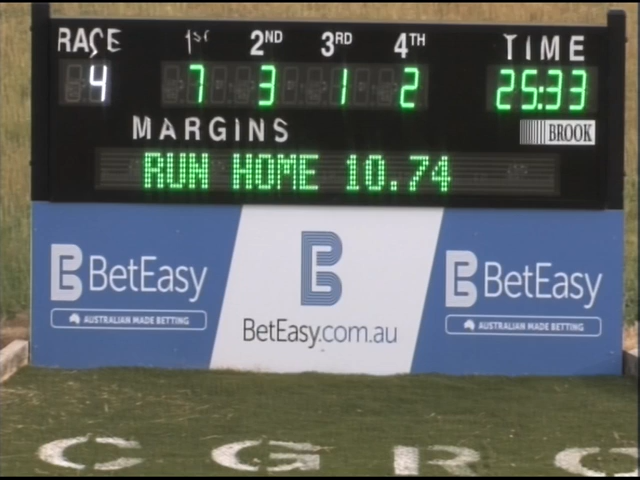 RACE 1ST 2ND 3RD 4TH TIME
4 7 3 1 2 25:33
MARGINS BROOK
RUN HOME 10.74
BetEasy BetEasy
AUSTRALIAN MADE BETTING AUSTRALIAN MADE BETTING
BetEasy.com.au
C G R C